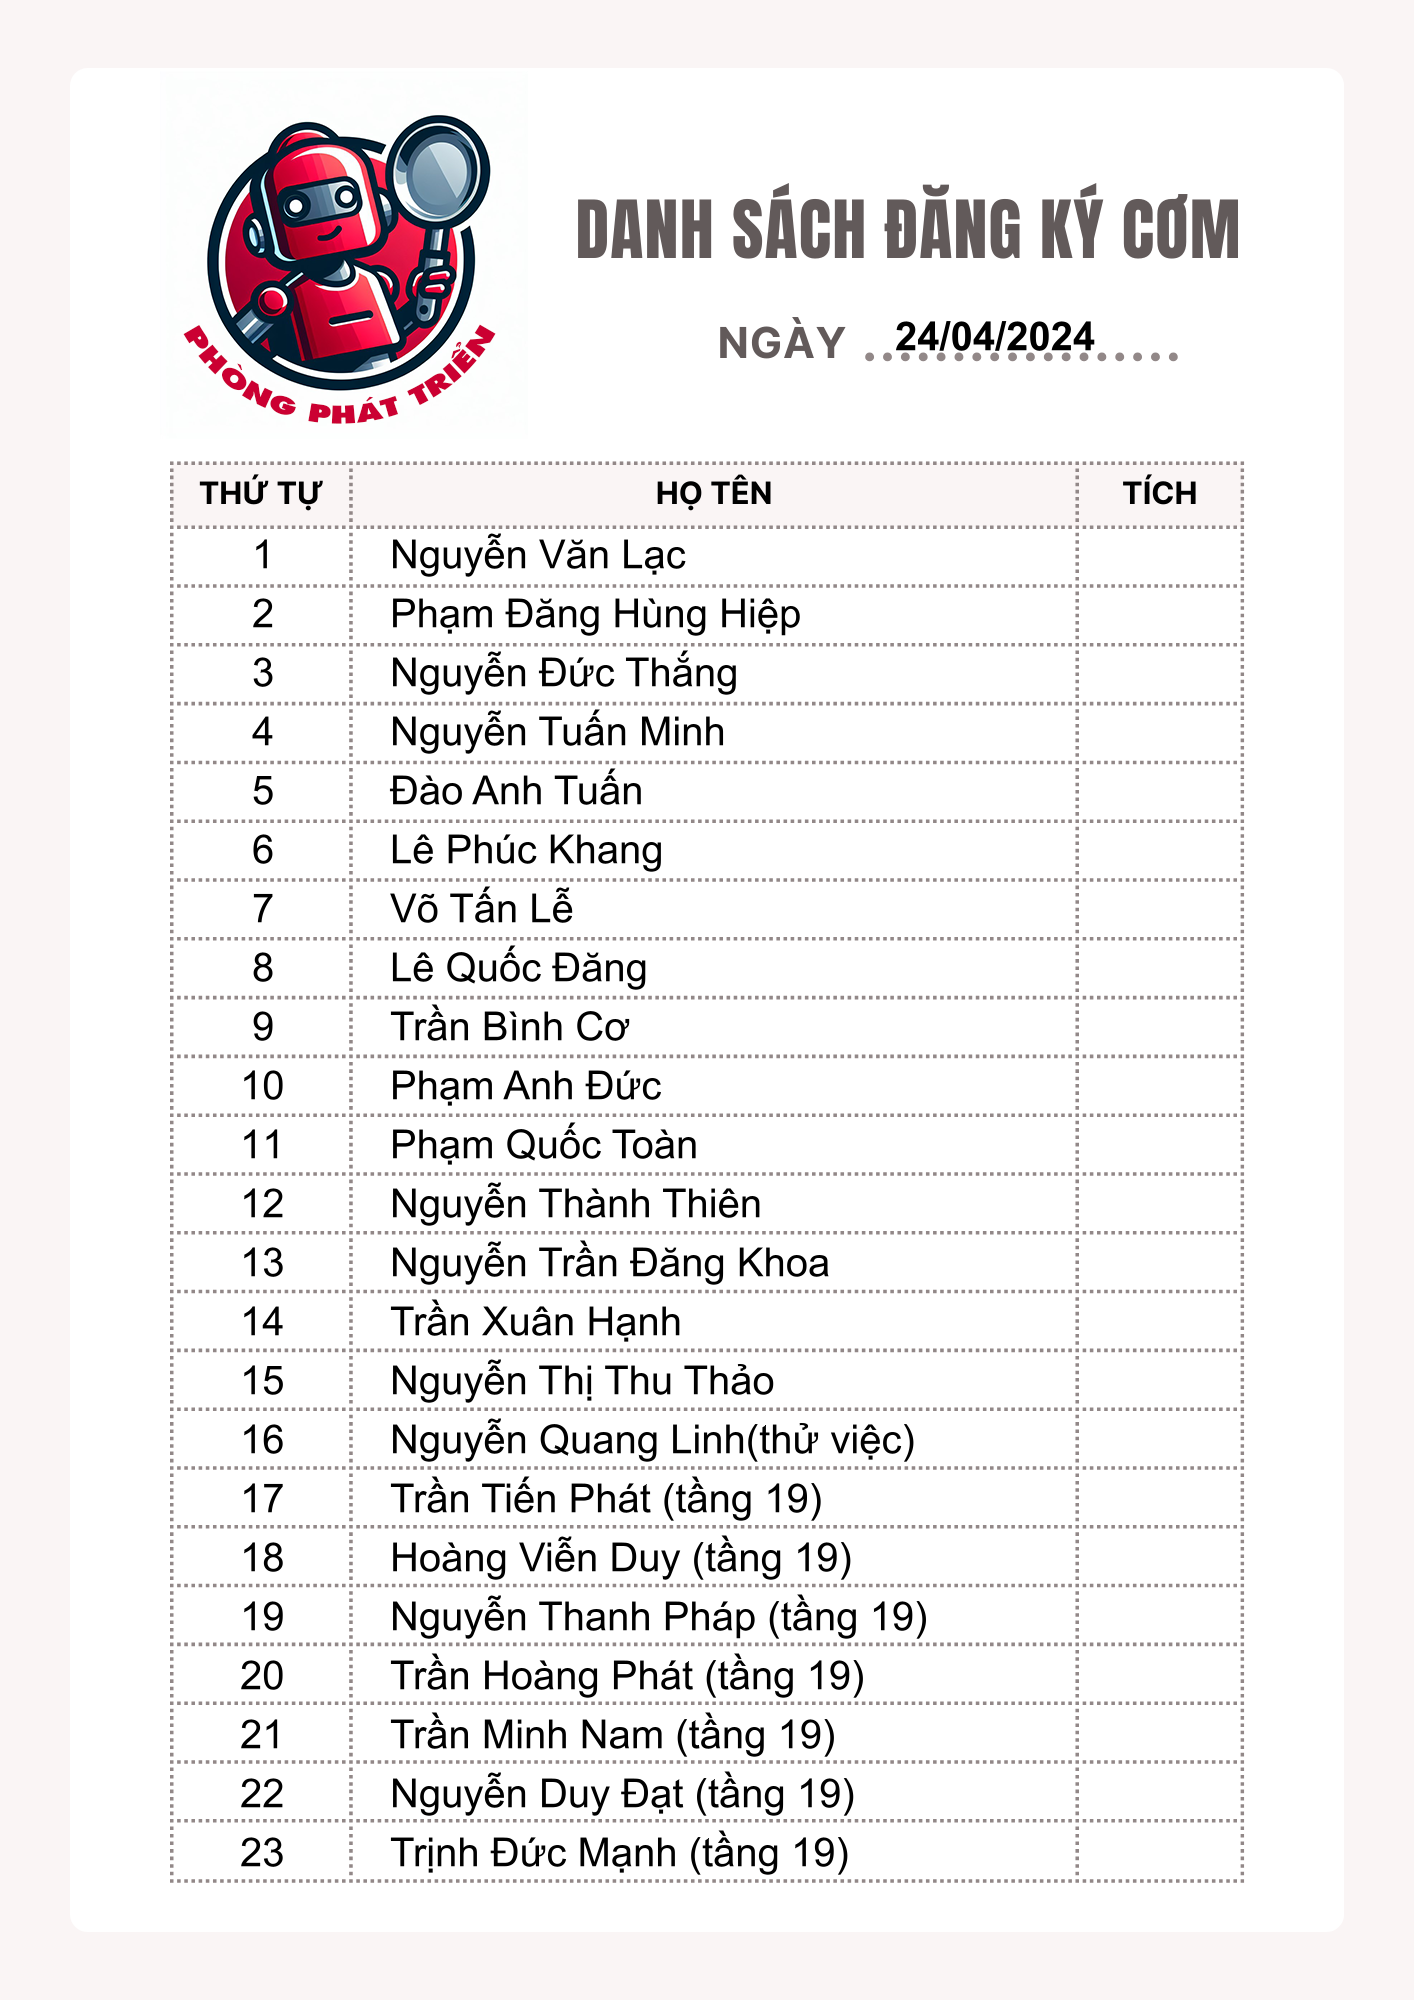 PHÒNG PHÁT TRIỂN
DANH SÁCH ĐĂNG KÝ CƠM
NGÀY 24/04/2024
THỨ TỰ HỌ TÊN TÍCH
1 Nguyễn Văn Lạc
2 Phạm Đăng Hùng Hiệp
3 Nguyễn Đức Thắng
4 Nguyễn Tuấn Minh
5 Đào Anh Tuấn
6 Lê Phúc Khang
7 Võ Tấn Lễ
8 Lê Quốc Đăng
9 Trần Bình Cơ
10 Phạm Anh Đức
11 Phạm Quốc Toàn
12 Nguyễn Thành Thiên
13 Nguyễn Trần Đăng Khoa
14 Trần Xuân Hạnh
15 Nguyễn Thị Thu Thảo
16 Nguyễn Quang Linh(thử việc)
17 Trần Tiến Phát (tầng 19)
18 Hoàng Viễn Duy (tầng 19)
19 Nguyễn Thanh Pháp (tầng 19)
20 Trần Hoàng Phát (tầng 19)
21 Trần Minh Nam (tầng 19)
22 Nguyễn Duy Đạt (tầng 19)
23 Trịnh Đức Mạnh (tầng 19)